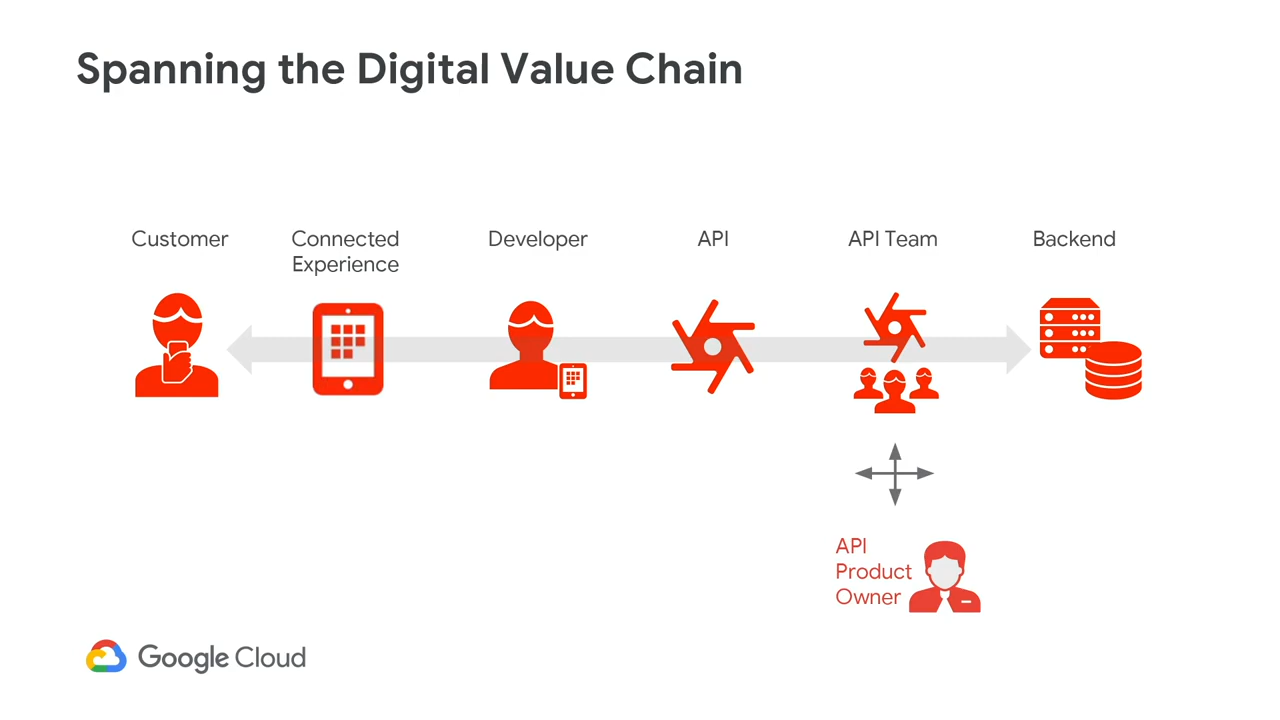 Spanning the Digital Value Chain
Customer
Connected
Experience
Developer
API
API Team
Backend
API
Product
Owner
Google Cloud